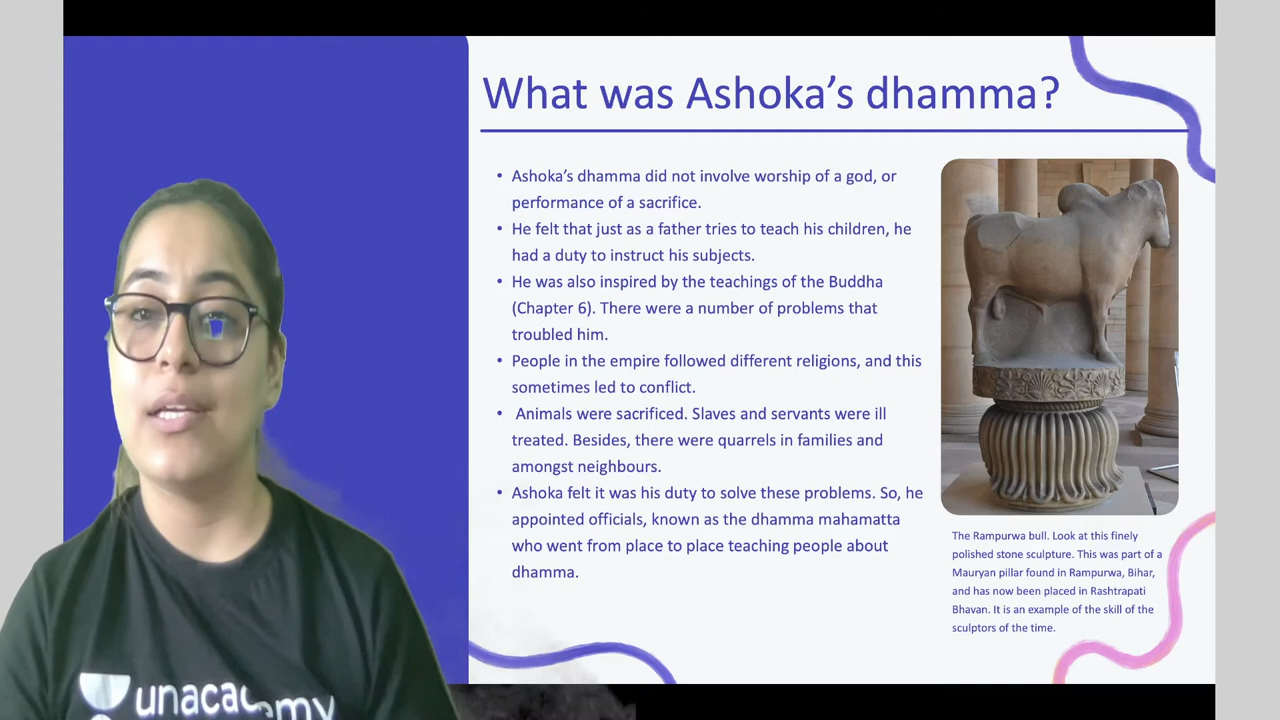 What was Ashoka’s dhamma?
• Ashoka’s dhamma did not involve worship of a god, or
performance of a sacrifice.
• He felt that just as a father tries to teach his children, he
had a duty to instruct his subjects.
• He was also inspired by the teachings of the Buddha
(Chapter 6). There were a number of problems that
troubled him.
• People in the empire followed different religions, and this
sometimes led to conflict.
• Animals were sacrificed. Slaves and servants were ill
treated. Besides, there were quarrels in families and
amongst neighbours.
• Ashoka felt it was his duty to solve these problems. So, he
appointed officials, known as the dhamma mahamatta
who went from place to place teaching people about
dhamma.
The Rampurwa bull. Look at this finely
polished stone sculpture. This was part of a
Mauryan pillar found in Rampurwa, Bihar,
and has now been placed in Rashtrapati
Bhavan. It is an example of the skill of the
sculptors of the time.
unacademy